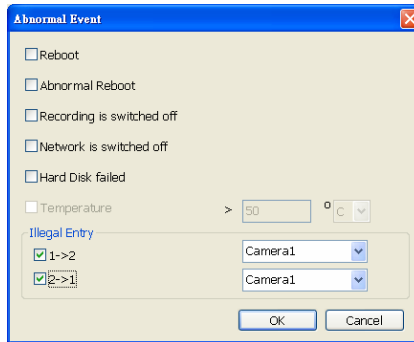 Abnormal Event
Reboot
Abnormal Reboot
Recording is switched off
Network is switched off
Hard Disk failed
Temperature > 50 o C
Illegal Entry
1->2 Camera1
2->1 Camera1
OK Cancel